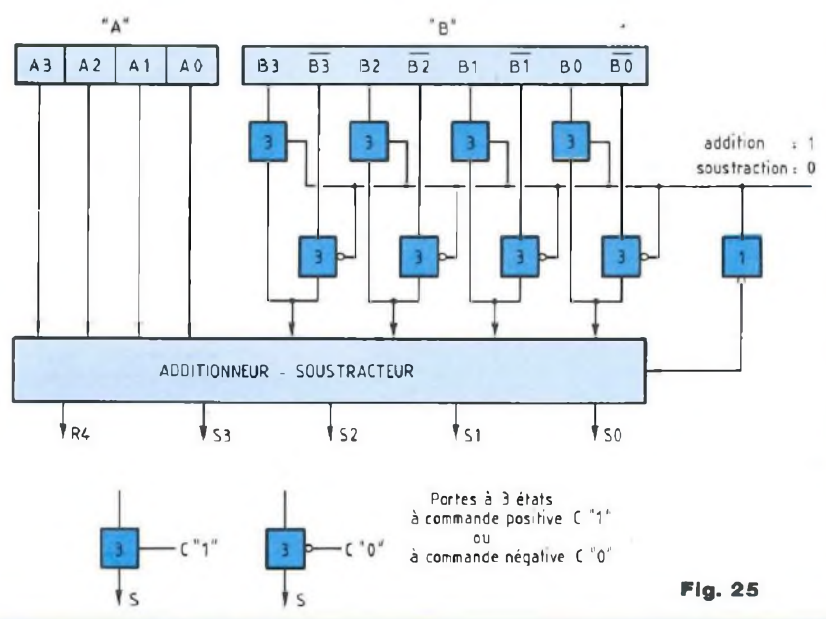 "A"
"B"
A3 A2 A1 A0
B3 B̅3̅ B2 B̅2̅ B1 B̅1̅ B0 B̅0̅
3 3 3 3
addition : 1
soustraction : 0
3 3 3 3 1
ADDITIONNEUR - SOUSTRACTEUR
R4 S3 S2 S1 S0
Portes à 3 états
à commande positive C "1"
ou
à commande négative C "0"
3 C "1"
3 C "0"
S S
Fig. 25